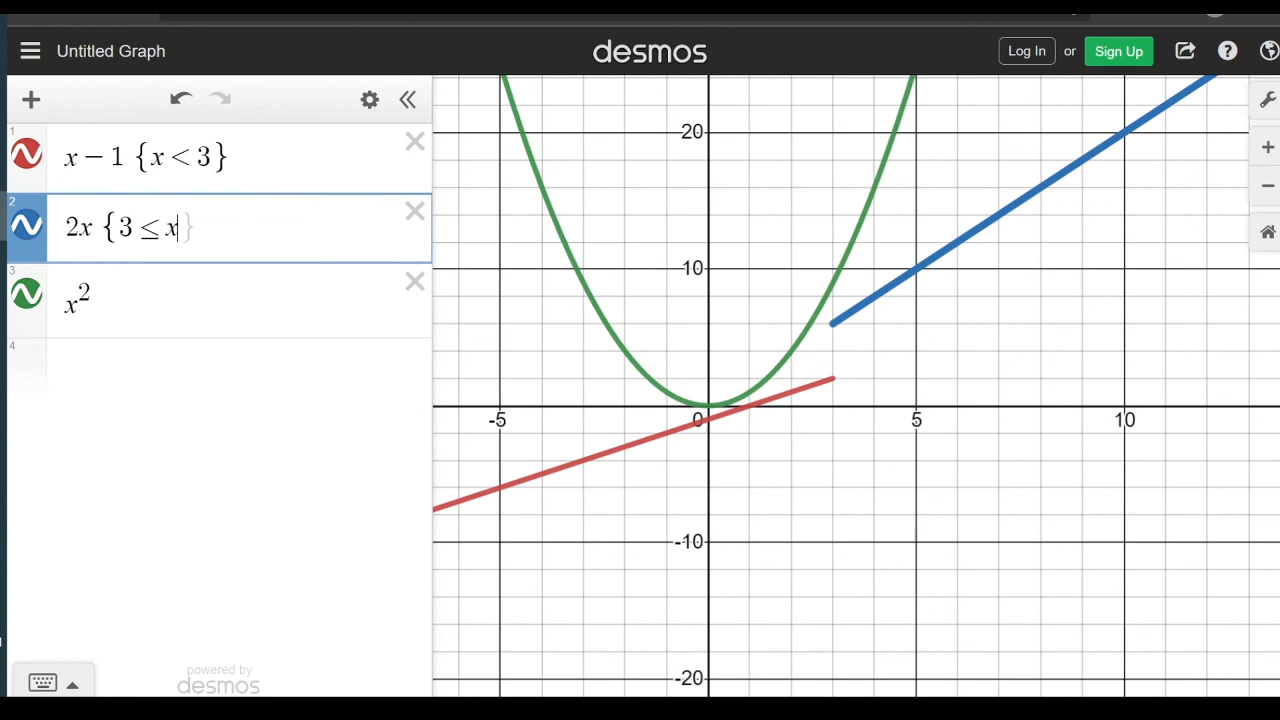 Untitled Graph
desmos
Log In or Sign Up
1
x − 1 {x < 3}
2
2x {3 ≤ x}
3
x²
4
powered by
desmos
20
10
-5 0 5 10
-10
-20